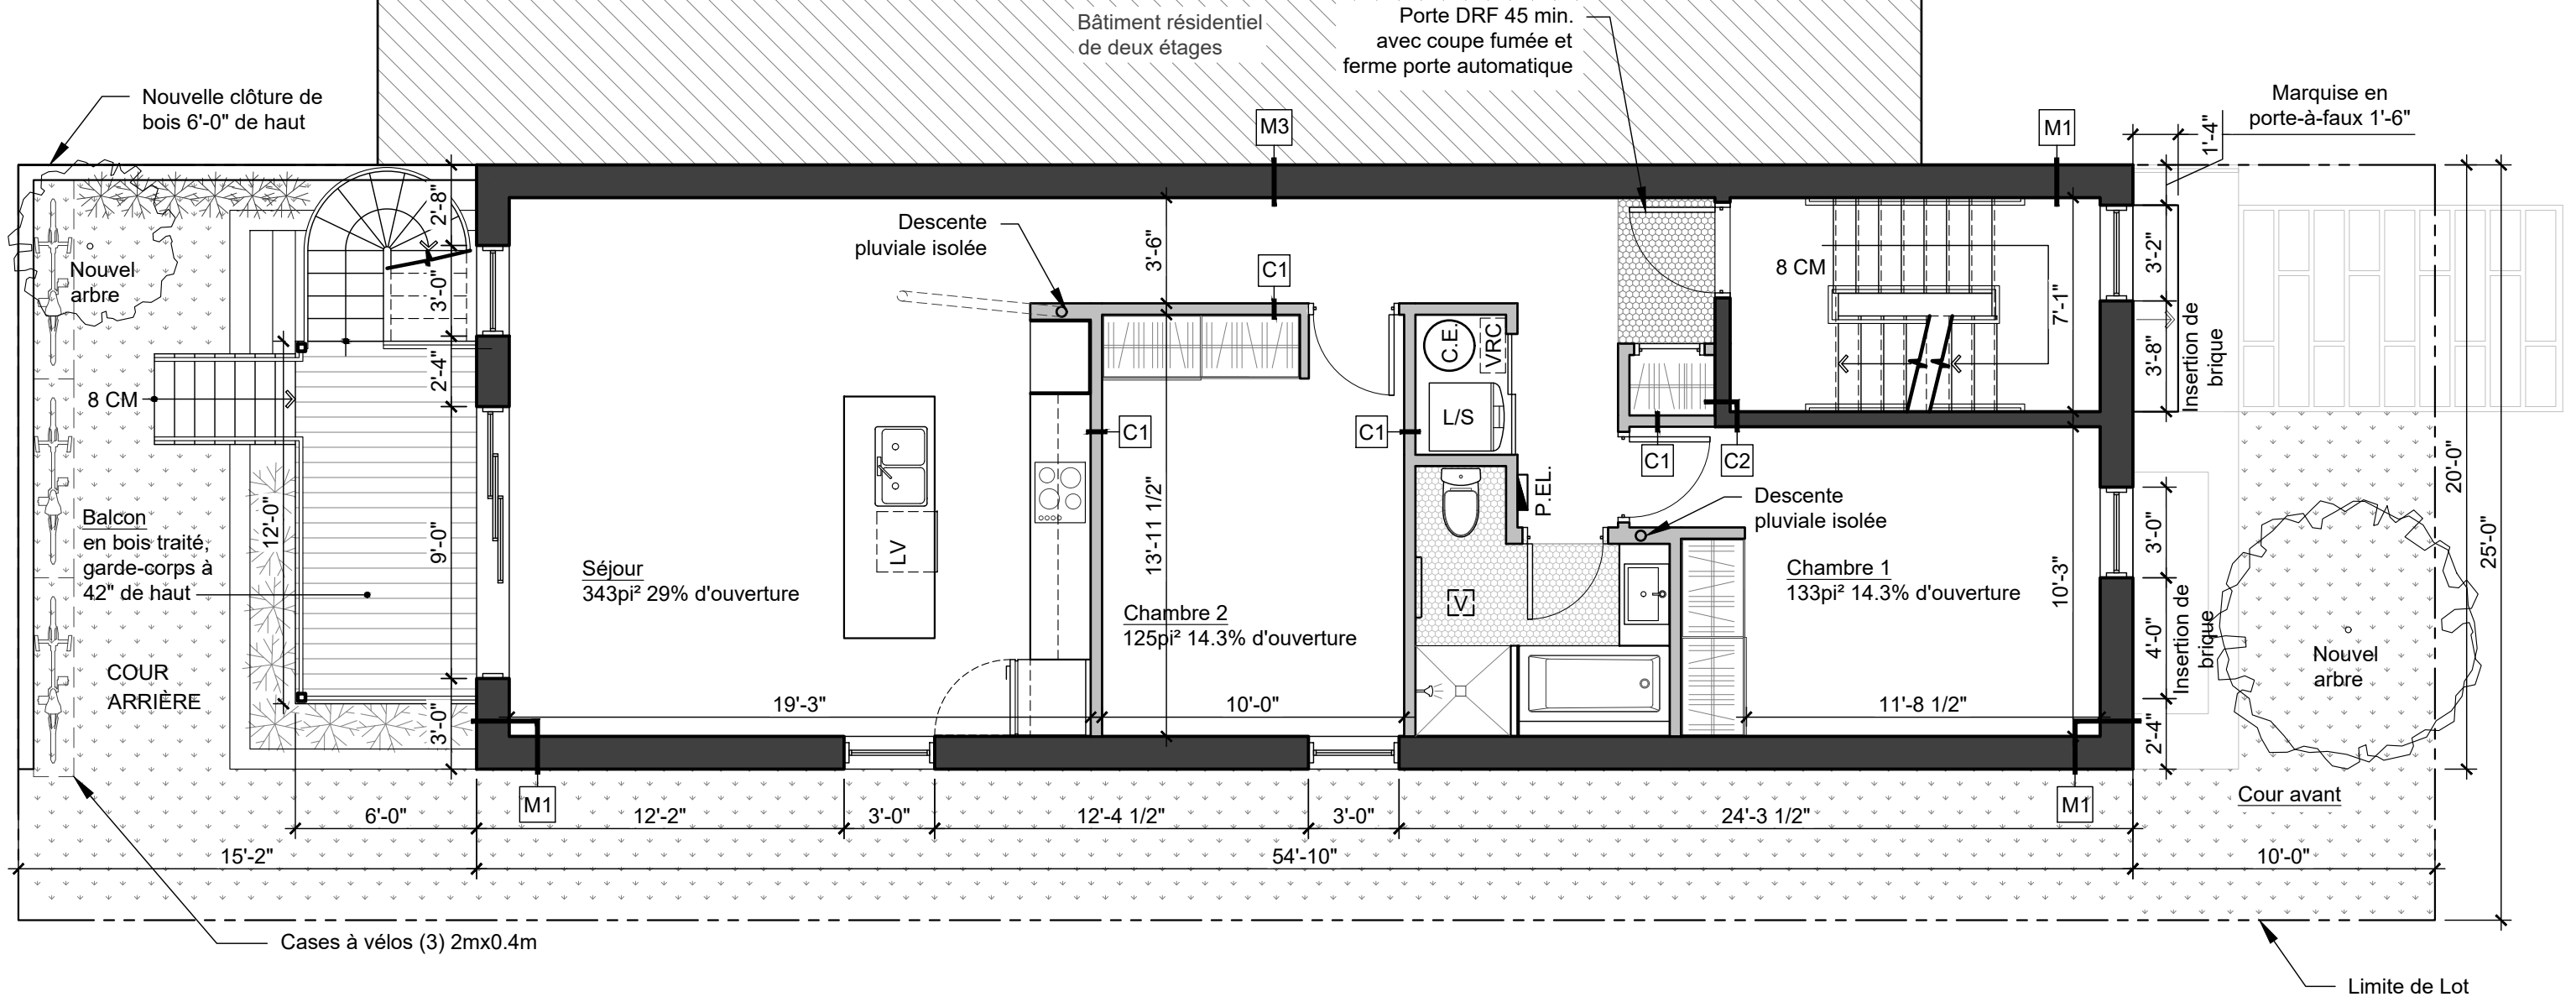 Bâtiment résidentiel
de deux étages
Porte DRF 45 min.
avec coupe fumée et
ferme porte automatique
Nouvelle clôture de
bois 6'-0" de haut
Marquise en
porte-à-faux 1'-6"
M3
M1
1'-4"
2'-8"
3'-0"
2'-4"
9'-0"
3'-0"
12'-0"
Nouvel
arbre
8 CM
Balcon
en bois traité,
garde-corps à
42" de haut
COUR
ARRIÈRE
Descente
pluviale isolée
3'-6"
C1
13'-11 1/2"
C1
C1
C.E.
VRC
L/S
P.EL.
C1
C2
8 CM
7'-1"
3'-2"
3'-8"
Insertion de
brique
3'-0"
4'-0"
Insertion de
brique
2'-4"
20'-0"
25'-0"
LV
Séjour
343pi² 29% d'ouverture
Chambre 2
125pi² 14.3% d'ouverture
V
Descente
pluviale isolée
Chambre 1
133pi² 14.3% d'ouverture
10'-3"
Nouvel
arbre
19'-3"
10'-0"
11'-8 1/2"
M1
M1
Cour avant
6'-0"
12'-2"
3'-0"
12'-4 1/2"
3'-0"
24'-3 1/2"
15'-2"
54'-10"
10'-0"
Cases à vélos (3) 2mx0.4m
Limite de Lot